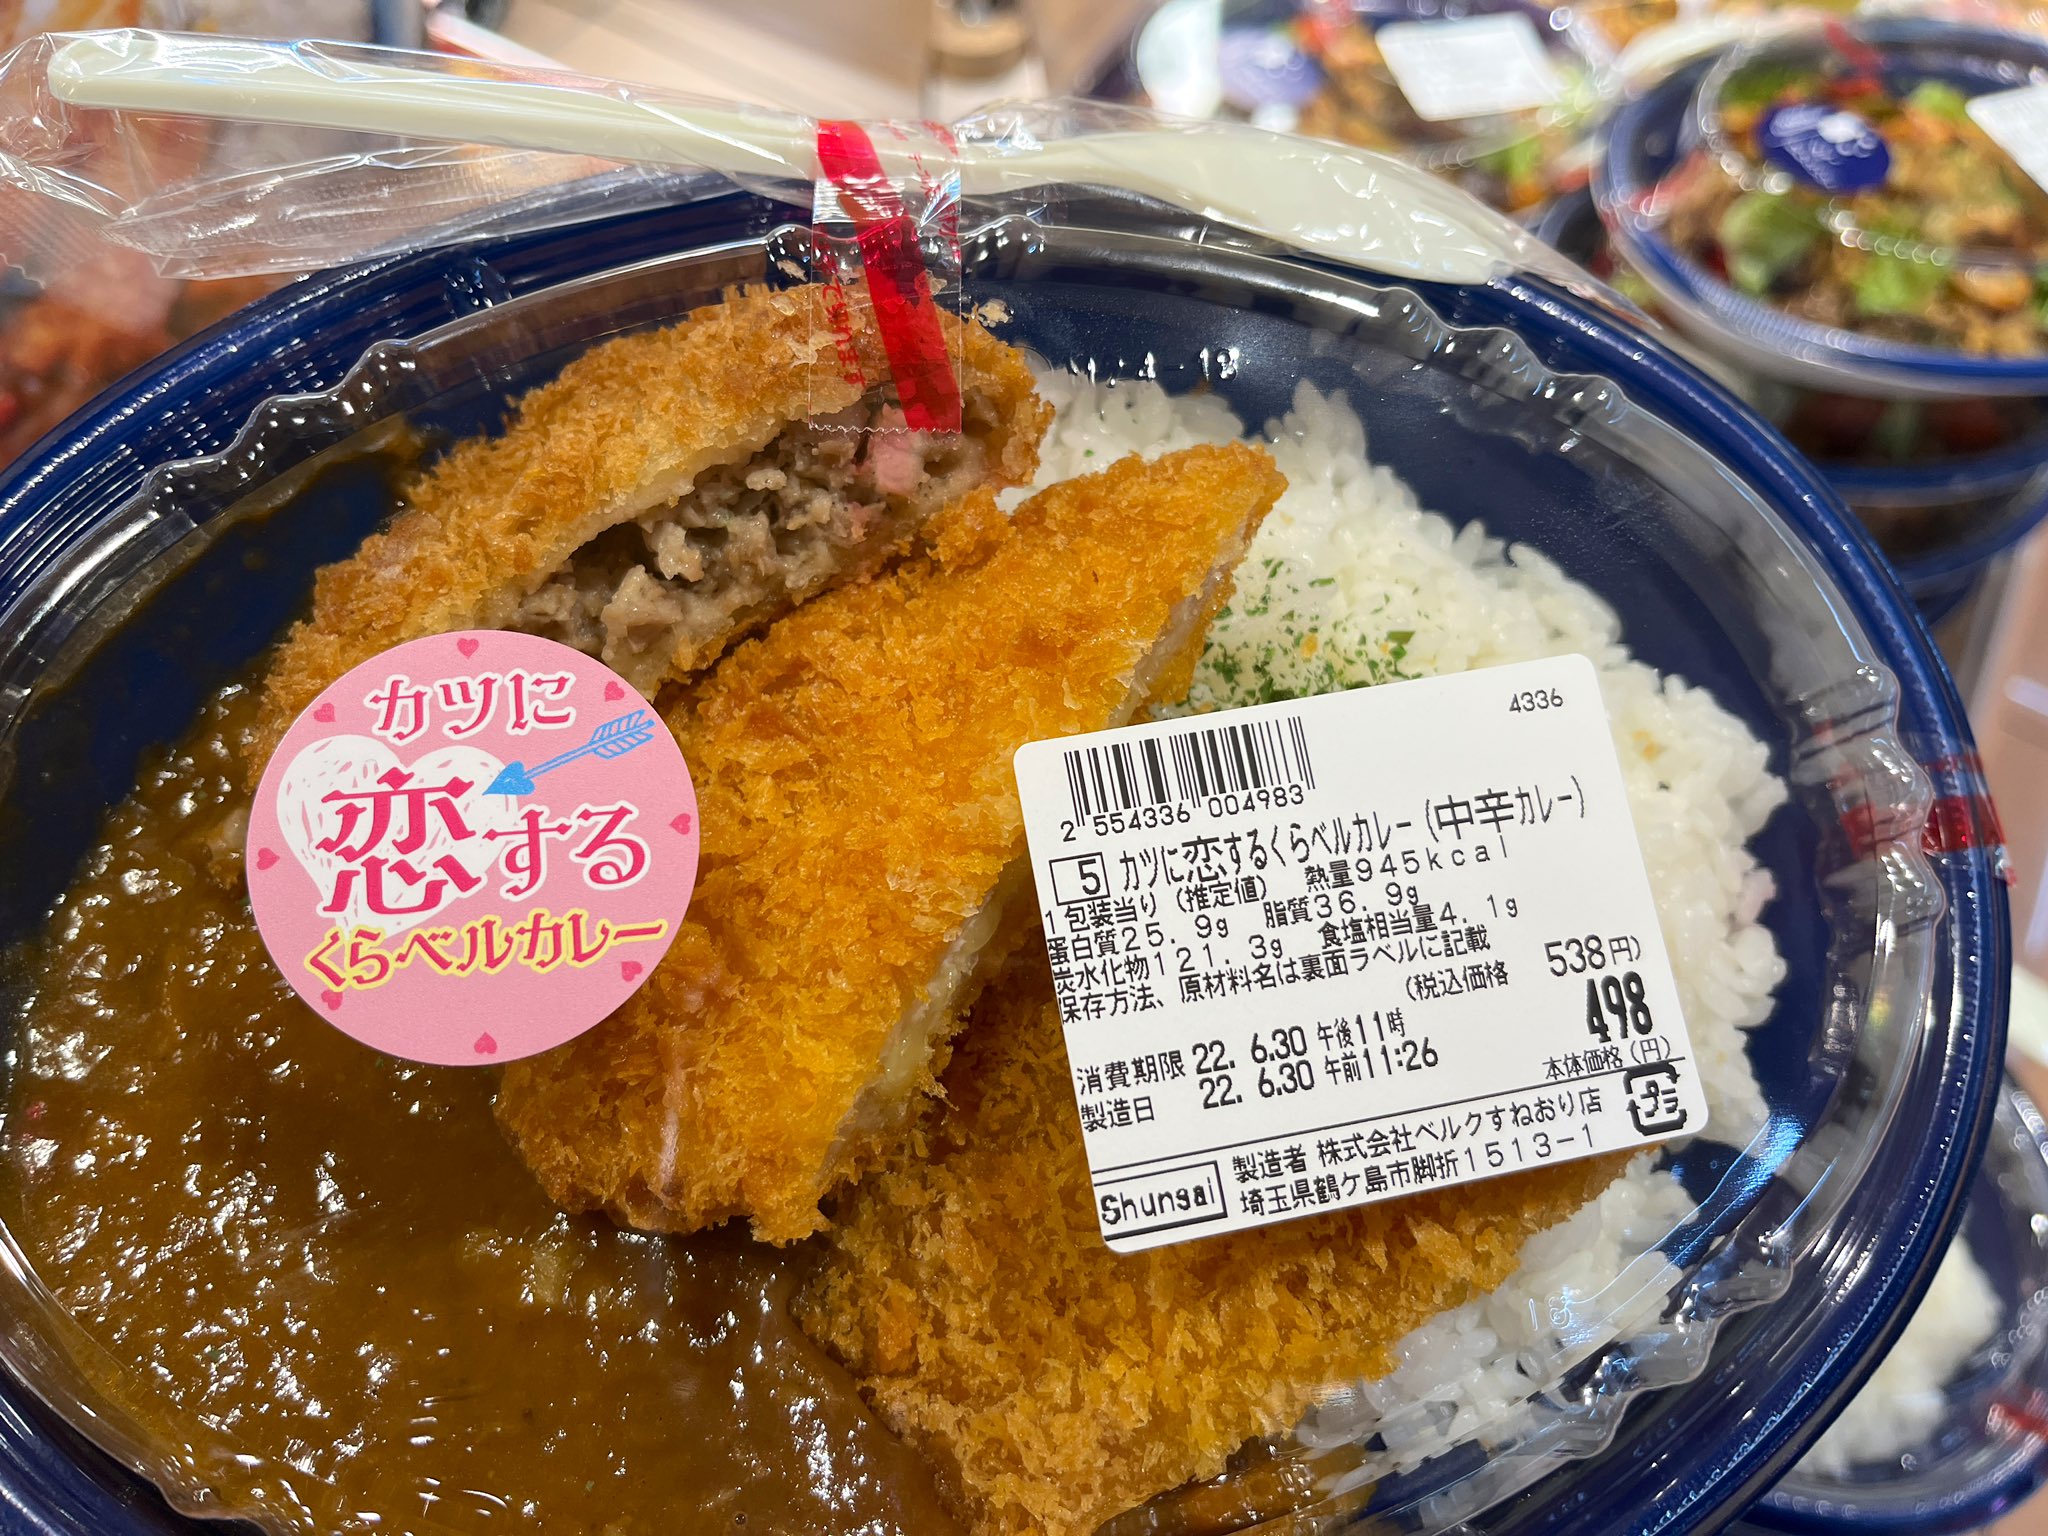 カツに
恋する
くらベルカレー
4336
2 554336 004983
5 カツに恋するくらベルカレー(中辛カレー)
1包装当り(推定値) 熱量945kcal
蛋白質25.9g 脂質36.9g
炭水化物121.3g 食塩相当量4.1g
保存方法、原材料名は裏面ラベルに記載
(税込価格 538円)
498
本体価格(円)
消費期限 22. 6.30 午後11時
製造日 22. 6.30 午前11:26
プラ
Shunsai
製造者 株式会社ベルクすねおり店
埼玉県鶴ケ島市脚折1513-1